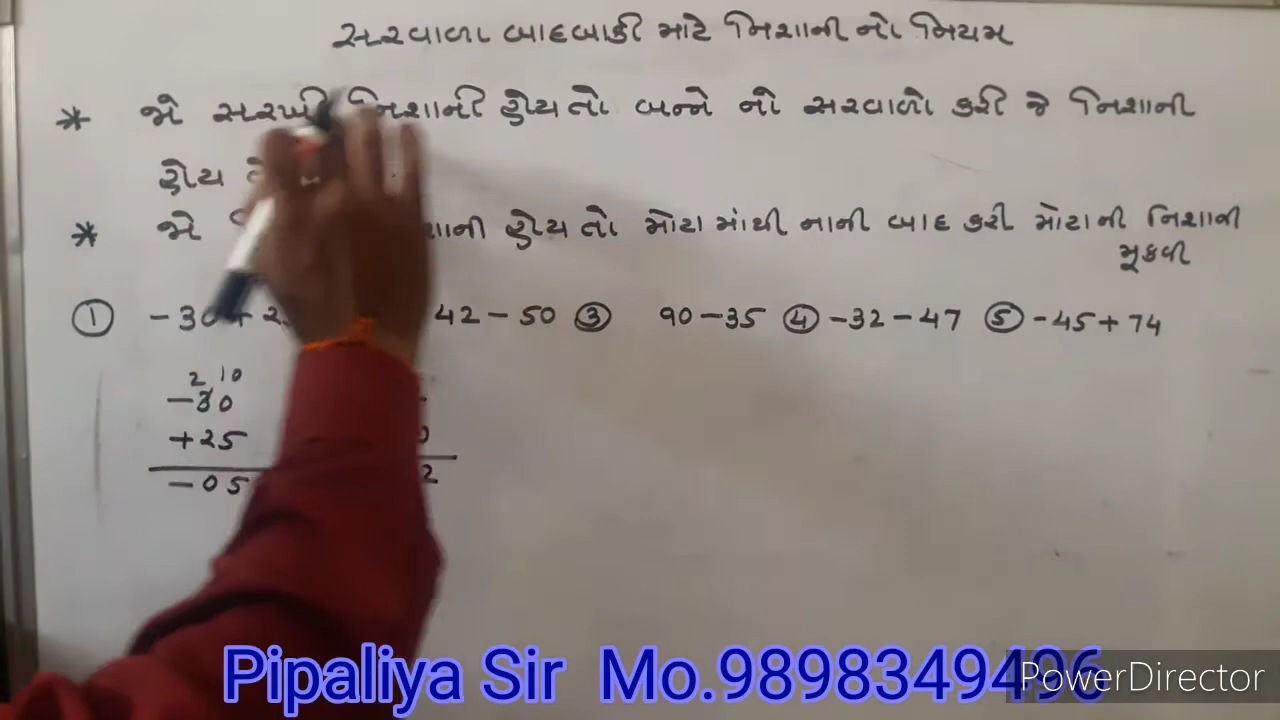 સરવાળા બાદબાકી માટે નિશાની નો નિયમ
* જો સરખી નિશાની હોય તો બન્ને નો સરવાળો કરી જે નિશાની
હોય
* જો હોય તો મોટા માંથી નાની બાદ કરી મોટા ની નિશાની
મૂકવી
① -30+ 42-50 ③ 90-35 ④ -32-47 ⑤ -45+74
2 10
-30
+25
-05 2
Pipaliya Sir Mo.9898349496
PowerDirector